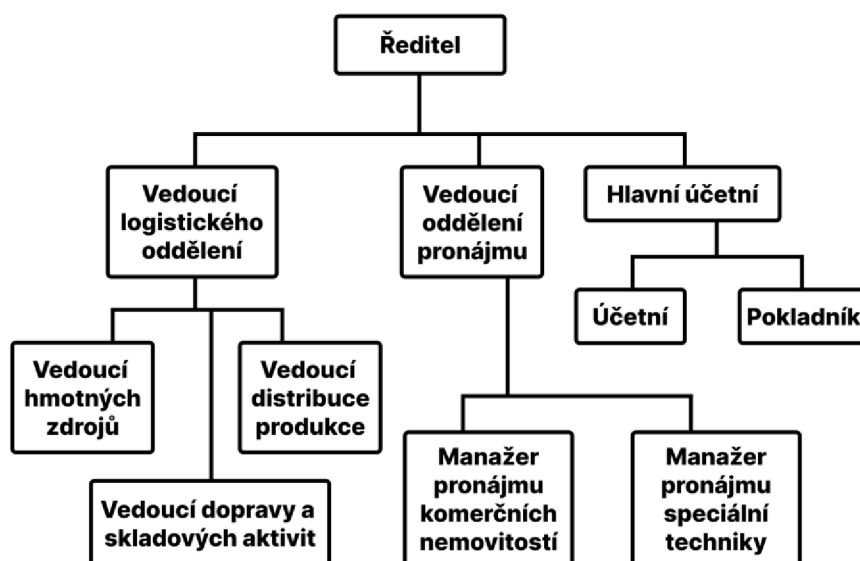 Ředitel
Vedoucí
logistického
oddělení
Vedoucí
oddělení
pronájmu
Hlavní účetní
Účetní
Pokladník
Vedoucí
hmotných
zdrojů
Vedoucí
distribuce
produkce
Vedoucí dopravy a
skladových aktivit
Manažer
pronájmu
komerčních
nemovitostí
Manažer
pronájmu
speciální
techniky